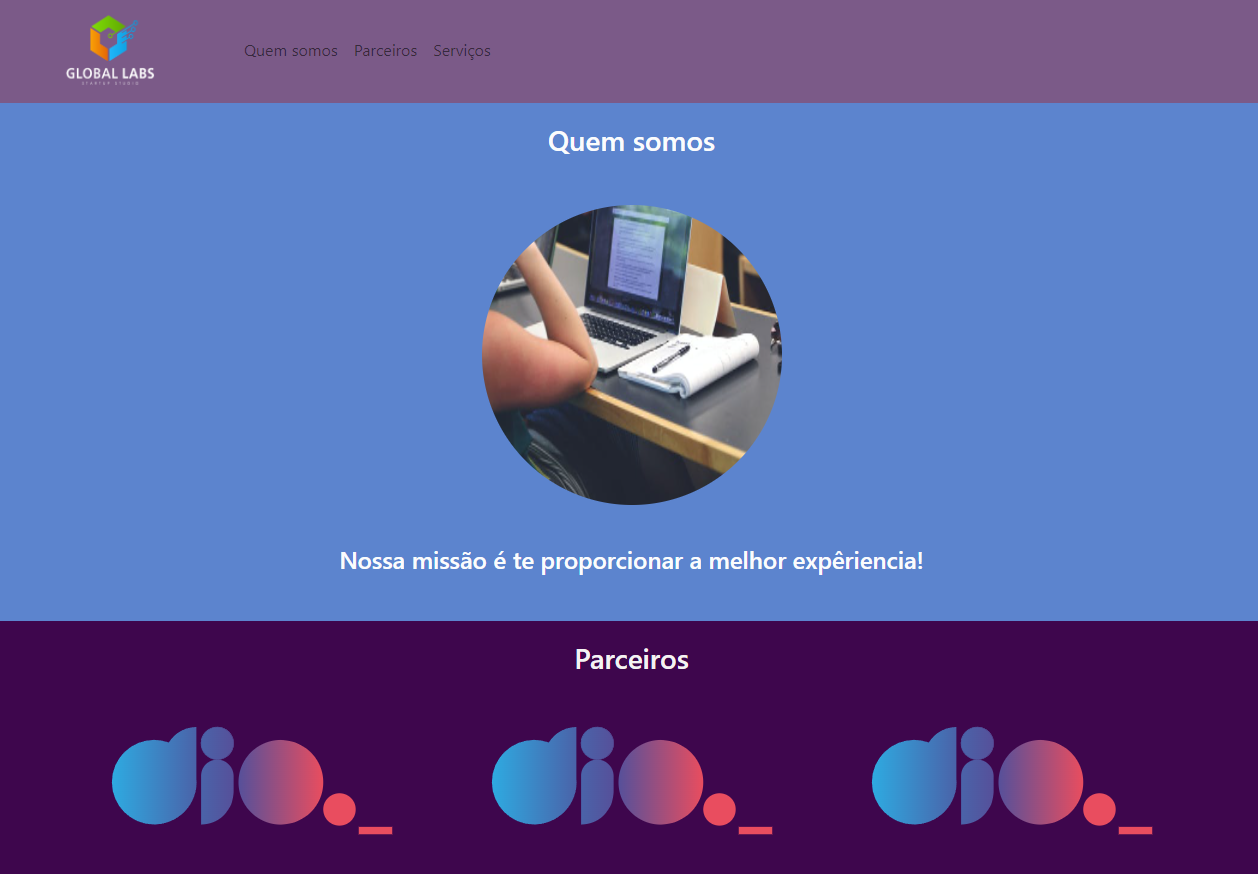 GLOBAL LABS
STARTUP STUDIO
Quem somos Parceiros Serviços
Quem somos
Nossa missão é te proporcionar a melhor expêriencia!
Parceiros
dio._ dio._ dio._